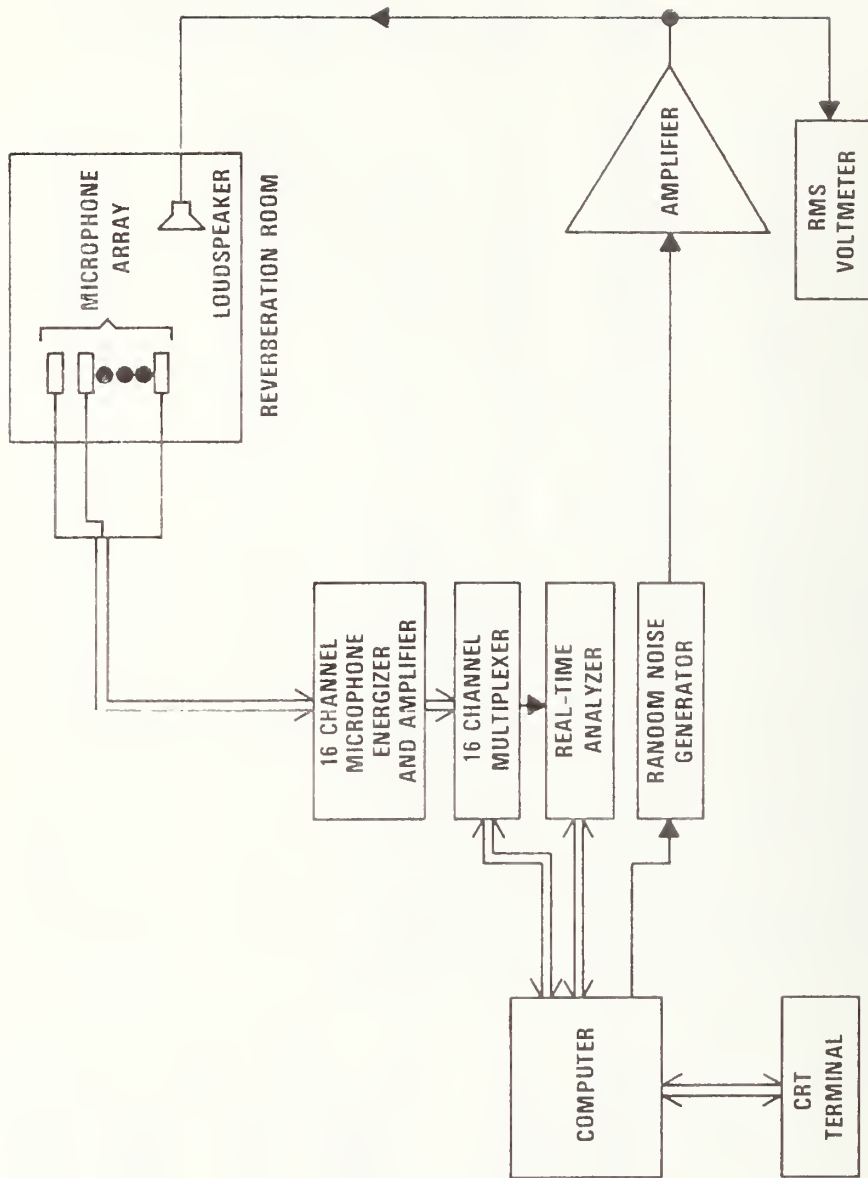 MICROPHONE
ARRAY
LOUDSPEAKER
REVERBERATION ROOM
16 CHANNEL
MICROPHONE
ENERGIZER
AND AMPLIFIER
16 CHANNEL
MULTIPLEXER
REAL-TIME
ANALYZER
RANDOM NOISE
GENERATOR
AMPLIFIER
RMS
VOLTMETER
COMPUTER
CRT
TERMINAL